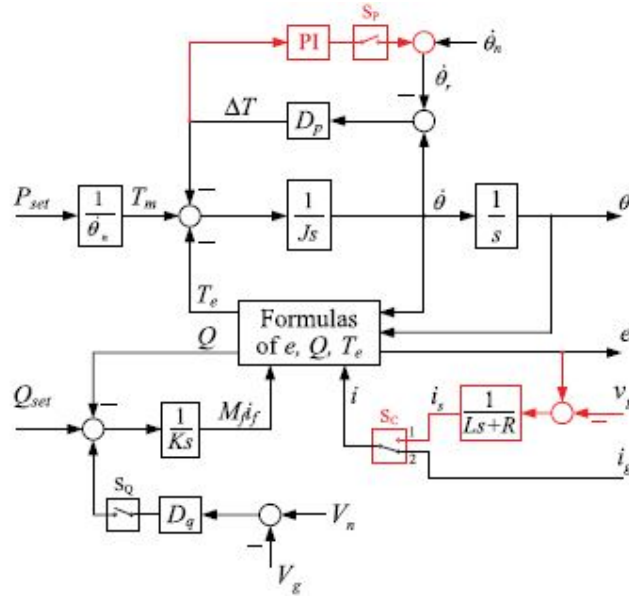 PI
S_P
θ̇_n
θ̇_r
ΔT
D_p
P_set
1/θ̇_n
T_m
1/Js
θ̇
1/s
θ
T_e
Formulas
of e, Q, T_e
Q
e
Q_set
1/Ks
M_f i_f
i
i_s
1/(Ls+R)
S_C
1
2
i_g
S_Q
D_q
V_n
V_g